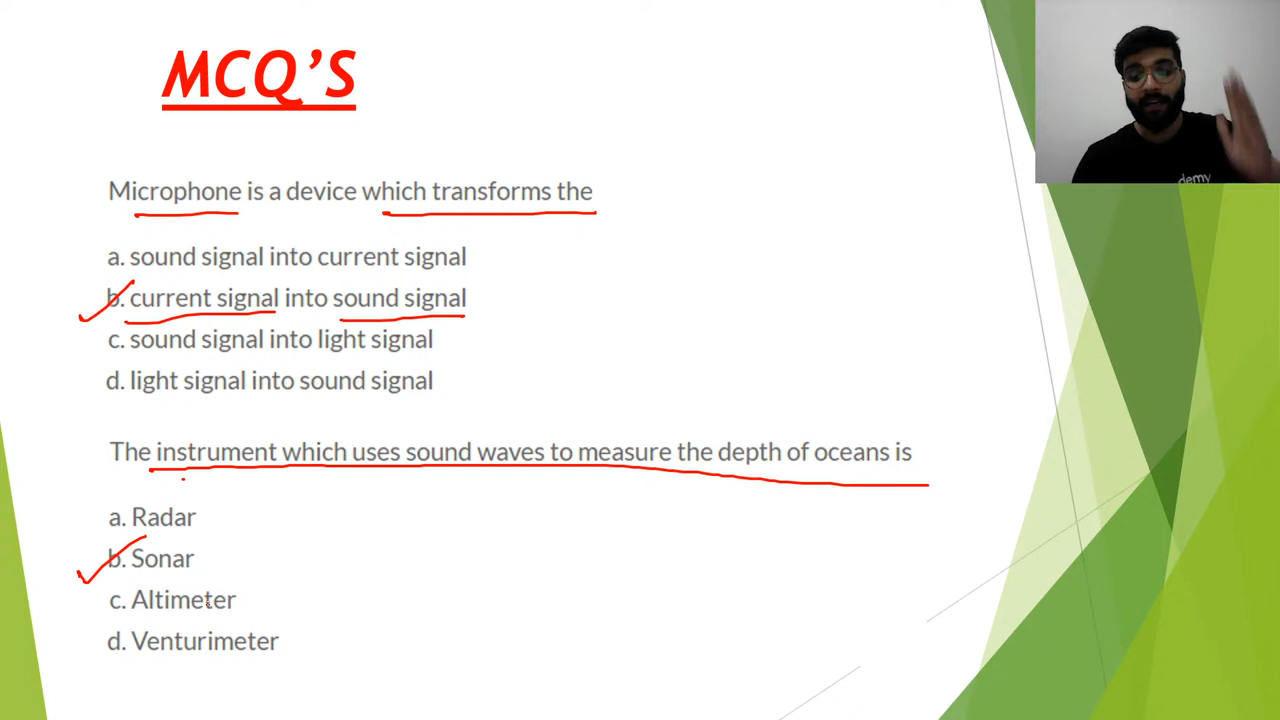 MCQ'S
Microphone is a device which transforms the
a. sound signal into current signal
b. current signal into sound signal
c. sound signal into light signal
d. light signal into sound signal
The instrument which uses sound waves to measure the depth of oceans is
a. Radar
b. Sonar
c. Altimeter
d. Venturimeter
demy